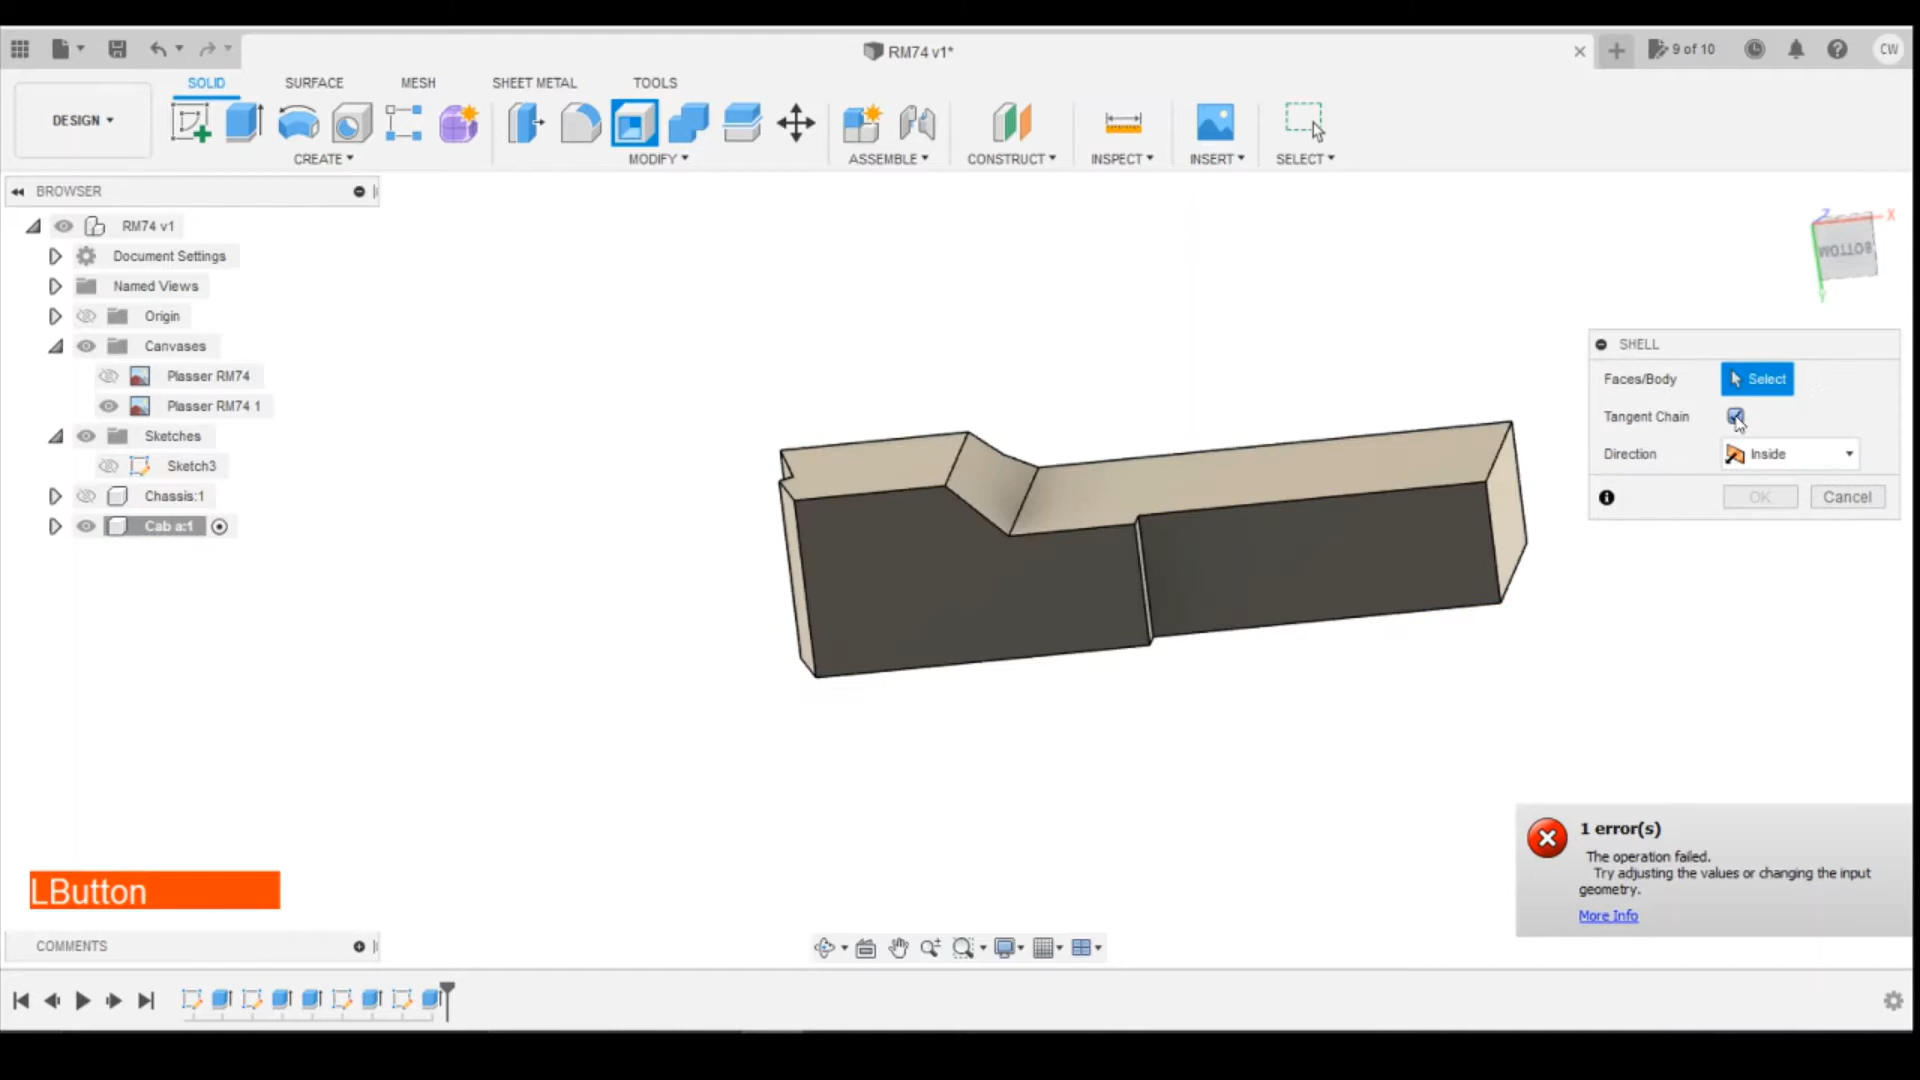 RM74 v1*
9 of 10
CW
DESIGN
SOLID
SURFACE
MESH
SHEET METAL
TOOLS
CREATE
MODIFY
ASSEMBLE
CONSTRUCT
INSPECT
INSERT
SELECT
BROWSER
RM74 v1
Document Settings
Named Views
Origin
Canvases
Plasser RM74
Plasser RM74 1
Sketches
Sketch3
Chassis:1
Cab a:1
Z
X
BOTTOM
Y
SHELL
Faces/Body
Select
Tangent Chain
Direction
Inside
OK
Cancel
1 error(s)
The operation failed.
Try adjusting the values or changing the input
geometry.
More Info
LButton
COMMENTS